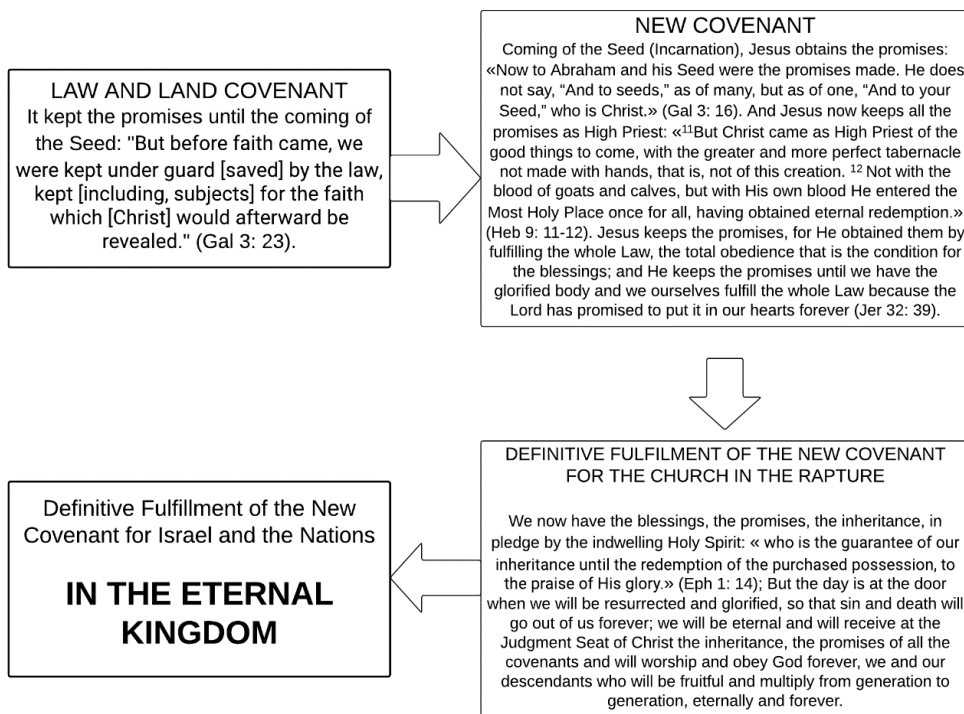 LAW AND LAND COVENANT
It kept the promises until the coming of
the Seed: "But before faith came, we
were kept under guard [saved] by the law,
kept [including, subjects] for the faith
which [Christ] would afterward be
revealed." (Gal 3: 23).
NEW COVENANT
Coming of the Seed (Incarnation), Jesus obtains the promises:
«Now to Abraham and his Seed were the promises made. He does
not say, “And to seeds,” as of many, but as of one, “And to your
Seed,” who is Christ.» (Gal 3: 16). And Jesus now keeps all the
promises as High Priest: «¹¹But Christ came as High Priest of the
good things to come, with the greater and more perfect tabernacle
not made with hands, that is, not of this creation. ¹² Not with the
blood of goats and calves, but with His own blood He entered the
Most Holy Place once for all, having obtained eternal redemption.»
(Heb 9: 11-12). Jesus keeps the promises, for He obtained them by
fulfilling the whole Law, the total obedience that is the condition for
the blessings; and He keeps the promises until we have the
glorified body and we ourselves fulfill the whole Law because the
Lord has promised to put it in our hearts forever (Jer 32: 39).
DEFINITIVE FULFILMENT OF THE NEW COVENANT
FOR THE CHURCH IN THE RAPTURE
We now have the blessings, the promises, the inheritance, in
pledge by the indwelling Holy Spirit: « who is the guarantee of our
inheritance until the redemption of the purchased possession, to
the praise of His glory.» (Eph 1: 14); But the day is at the door
when we will be resurrected and glorified, so that sin and death will
go out of us forever; we will be eternal and will receive at the
Judgment Seat of Christ the inheritance, the promises of all the
covenants and will worship and obey God forever, we and our
descendants who will be fruitful and multiply from generation to
generation, eternally and forever.
Definitive Fulfillment of the New
Covenant for Israel and the Nations
IN THE ETERNAL
KINGDOM